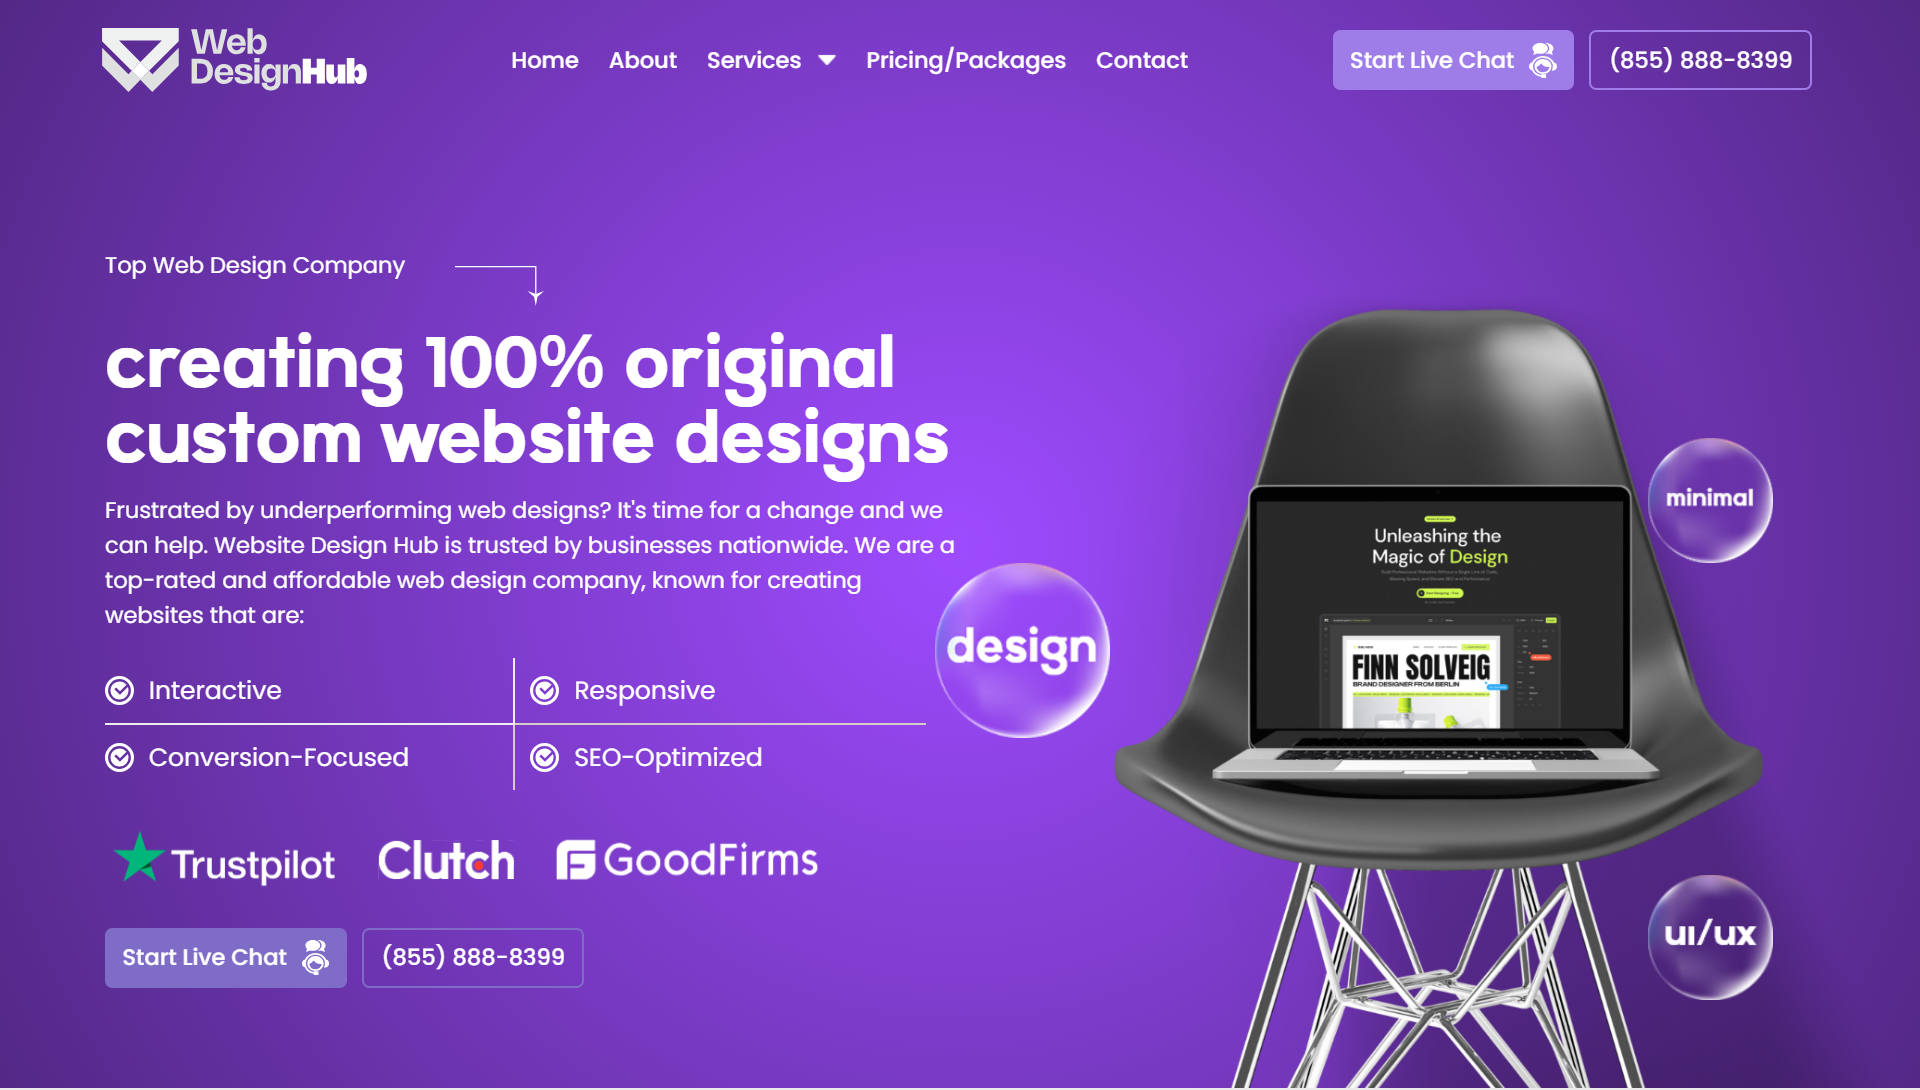 Web
DesignHub
Home
About
Services
Pricing/Packages
Contact
Start Live Chat
(855) 888-8399
Top Web Design Company
creating 100% original
custom website designs
Frustrated by underperforming web designs? It's time for a change and we
can help. Website Design Hub is trusted by businesses nationwide. We are a
top-rated and affordable web design company, known for creating
websites that are:
Interactive
Responsive
Conversion-Focused
SEO-Optimized
Trustpilot
Clutch
GoodFirms
Start Live Chat
(855) 888-8399
design
minimal
Unleashing the
Magic of Design
FINN SOLVEIG
BRAND DESIGNER FROM BERLIN
ui/ux